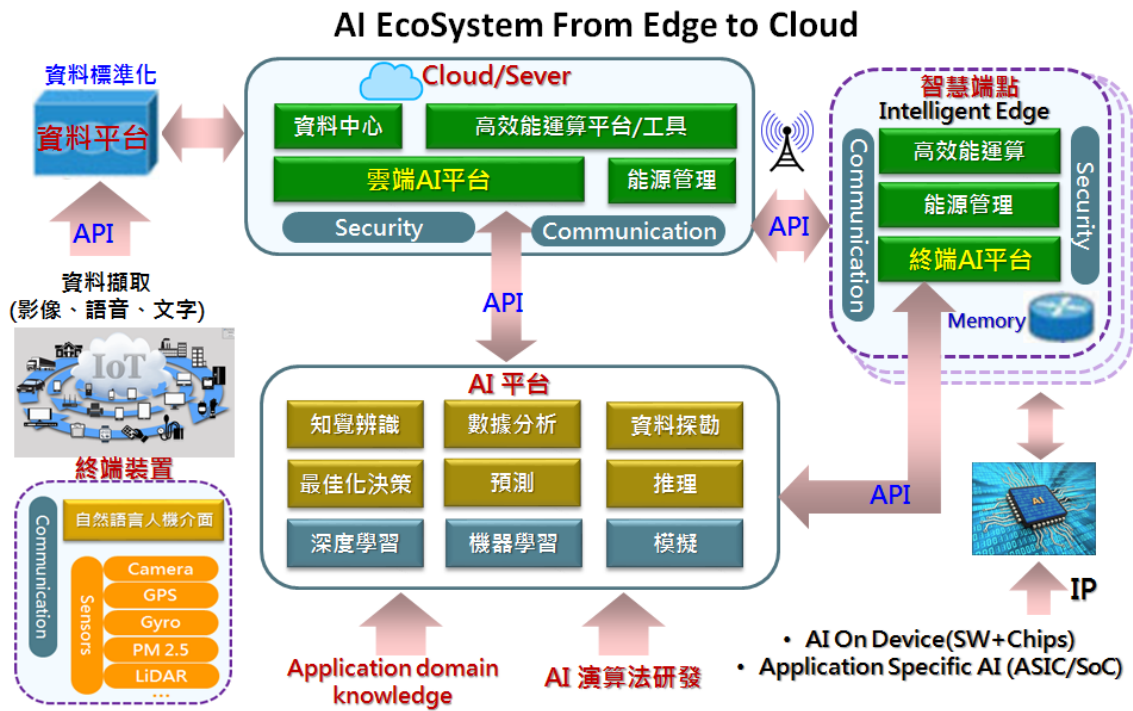 AI EcoSystem From Edge to Cloud
資料標準化
資料平台
API
資料擷取
(影像、語音、文字)
IoT
終端裝置
Communication
自然語言人機介面
Sensors
Camera
GPS
Gyro
PM 2.5
LiDAR
...
Cloud/Sever
資料中心
高效能運算平台/工具
雲端AI平台
能源管理
Security
Communication
API
API
智慧端點
Intelligent Edge
Communication
高效能運算
能源管理
終端AI平台
Security
Memory
AI 平台
知覺辨識
數據分析
資料探勘
最佳化決策
預測
推理
深度學習
機器學習
模擬
API
AI
IP
• AI On Device(SW+Chips)
• Application Specific AI (ASIC/SoC)
Application domain
knowledge
AI 演算法研發